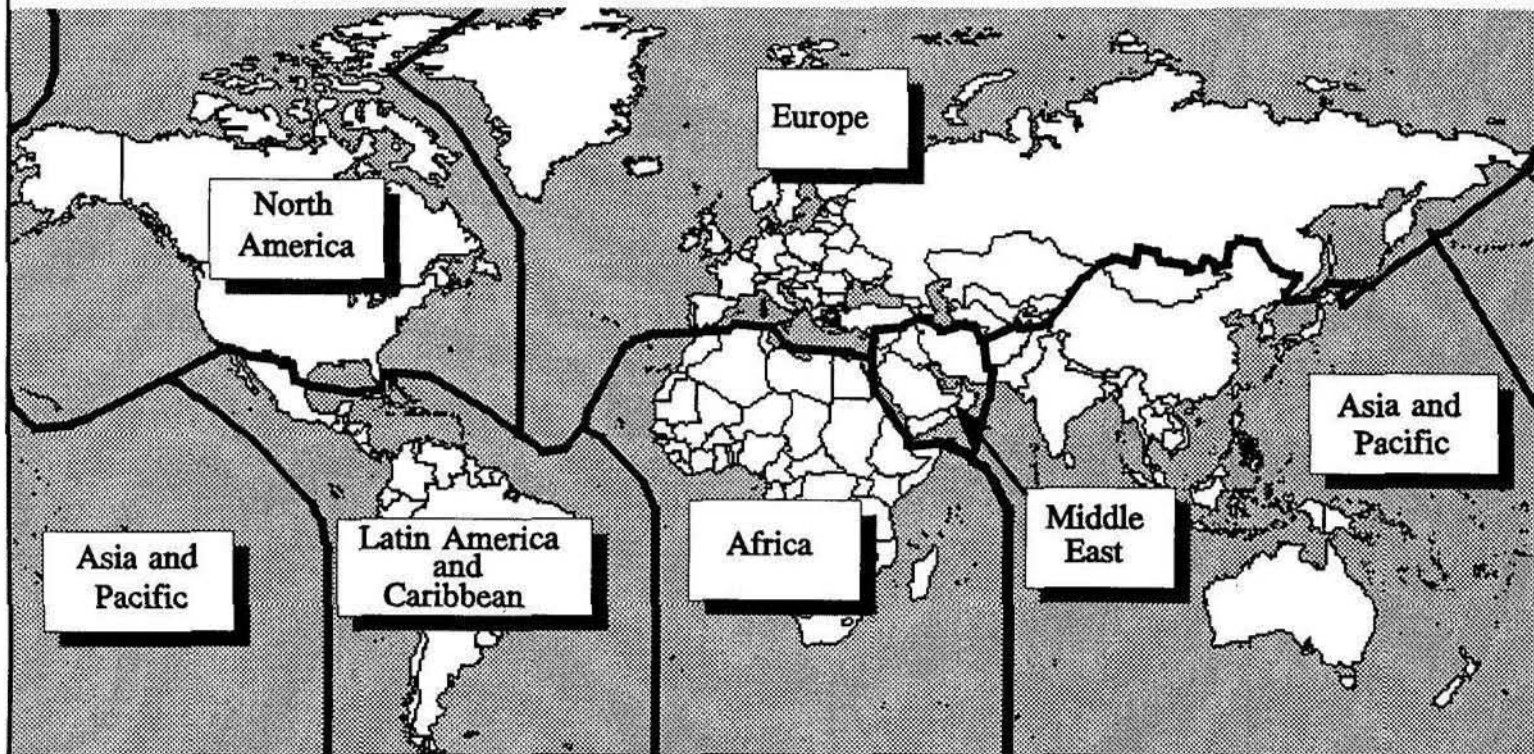 Europe
North
America
Asia and
Pacific
Asia and
Pacific
Latin America
and
Caribbean
Africa
Middle
East